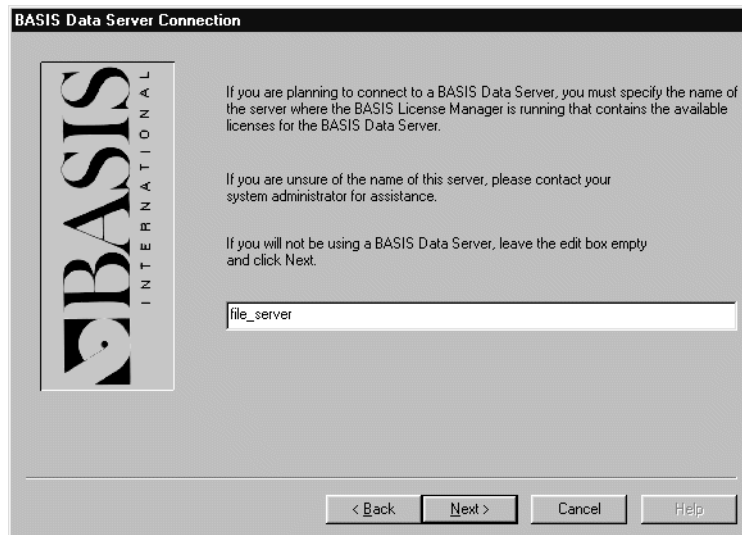 BASIS Data Server Connection
BASIS
INTERNATIONAL
If you are planning to connect to a BASIS Data Server, you must specify the name of
the server where the BASIS License Manager is running that contains the available
licenses for the BASIS Data Server.
If you are unsure of the name of this server, please contact your
system administrator for assistance.
If you will not be using a BASIS Data Server, leave the edit box empty
and click Next.
file_server
< Back
Next >
Cancel
Help